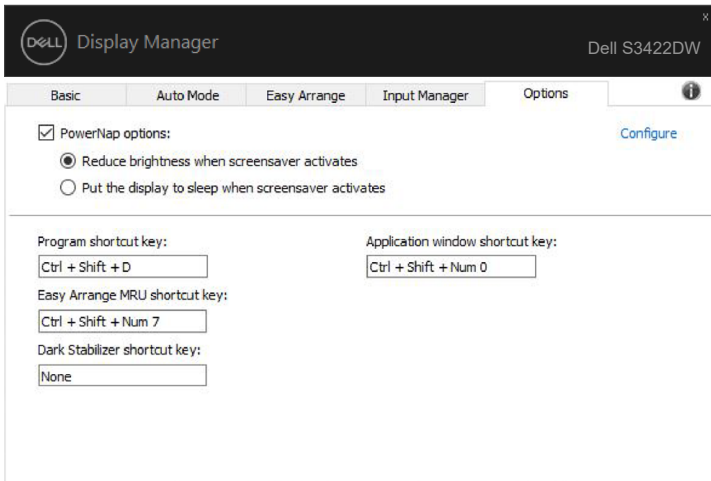 x
DELL Display Manager
Dell S3422DW
Basic Auto Mode Easy Arrange Input Manager Options i
PowerNap options: Configure
Reduce brightness when screensaver activates
Put the display to sleep when screensaver activates
Program shortcut key: Application window shortcut key:
Ctrl + Shift + D Ctrl + Shift + Num 0
Easy Arrange MRU shortcut key:
Ctrl + Shift + Num 7
Dark Stabilizer shortcut key:
None